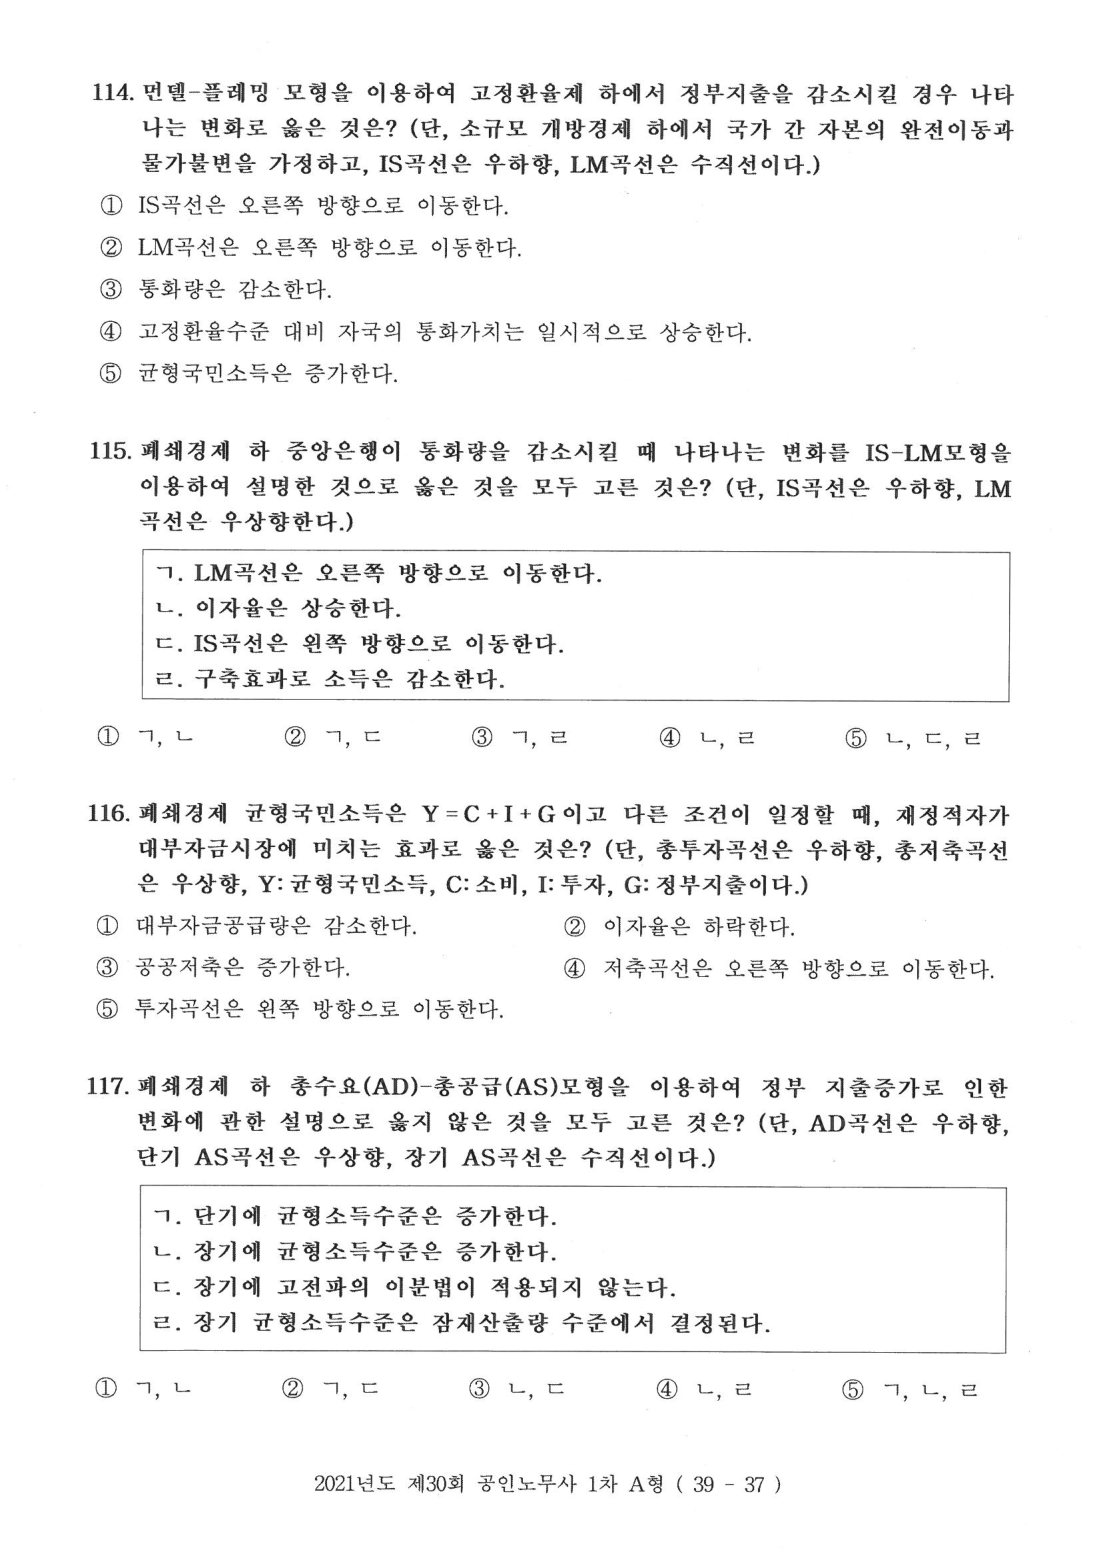 114. 먼델-플레밍 모형을 이용하여 고정환율제 하에서 정부지출을 감소시킬 경우 나타
나는 변화로 옳은 것은? (단, 소규모 개방경제 하에서 국가 간 자본의 완전이동과
물가불변을 가정하고, IS곡선은 우하향, LM곡선은 수직선이다.)
① IS곡선은 오른쪽 방향으로 이동한다.
② LM곡선은 오른쪽 방향으로 이동한다.
③ 통화량은 감소한다.
④ 고정환율수준 대비 자국의 통화가치는 일시적으로 상승한다.
⑤ 균형국민소득은 증가한다.
115. 폐쇄경제 하 중앙은행이 통화량을 감소시킬 때 나타나는 변화를 IS-LM모형을
이용하여 설명한 것으로 옳은 것을 모두 고른 것은? (단, IS곡선은 우하향, LM
곡선은 우상향한다.)
ㄱ. LM곡선은 오른쪽 방향으로 이동한다.
ㄴ. 이자율은 상승한다.
ㄷ. IS곡선은 왼쪽 방향으로 이동한다.
ㄹ. 구축효과로 소득은 감소한다.
① ㄱ, ㄴ ② ㄱ, ㄷ ③ ㄱ, ㄹ ④ ㄴ, ㄹ ⑤ ㄴ, ㄷ, ㄹ
116. 폐쇄경제 균형국민소득은 Y=C+I+G이고 다른 조건이 일정할 때, 재정적자가
대부자금시장에 미치는 효과로 옳은 것은? (단, 총투자곡선은 우하향, 총저축곡선
은 우상향, Y: 균형국민소득, C: 소비, I: 투자, G: 정부지출이다.)
① 대부자금공급량은 감소한다. ② 이자율은 하락한다.
③ 공공저축은 증가한다. ④ 저축곡선은 오른쪽 방향으로 이동한다.
⑤ 투자곡선은 왼쪽 방향으로 이동한다.
117. 폐쇄경제 하 총수요(AD)-총공급(AS)모형을 이용하여 정부 지출증가로 인한
변화에 관한 설명으로 옳지 않은 것을 모두 고른 것은? (단, AD곡선은 우하향,
단기 AS곡선은 우상향, 장기 AS곡선은 수직선이다.)
ㄱ. 단기에 균형소득수준은 증가한다.
ㄴ. 장기에 균형소득수준은 증가한다.
ㄷ. 장기에 고전파의 이분법이 적용되지 않는다.
ㄹ. 장기 균형소득수준은 잠재산출량 수준에서 결정된다.
① ㄱ, ㄴ ② ㄱ, ㄷ ③ ㄴ, ㄷ ④ ㄴ, ㄹ ⑤ ㄱ, ㄴ, ㄹ
2021년도 제30회 공인노무사 1차 A형 ( 39 - 37 )